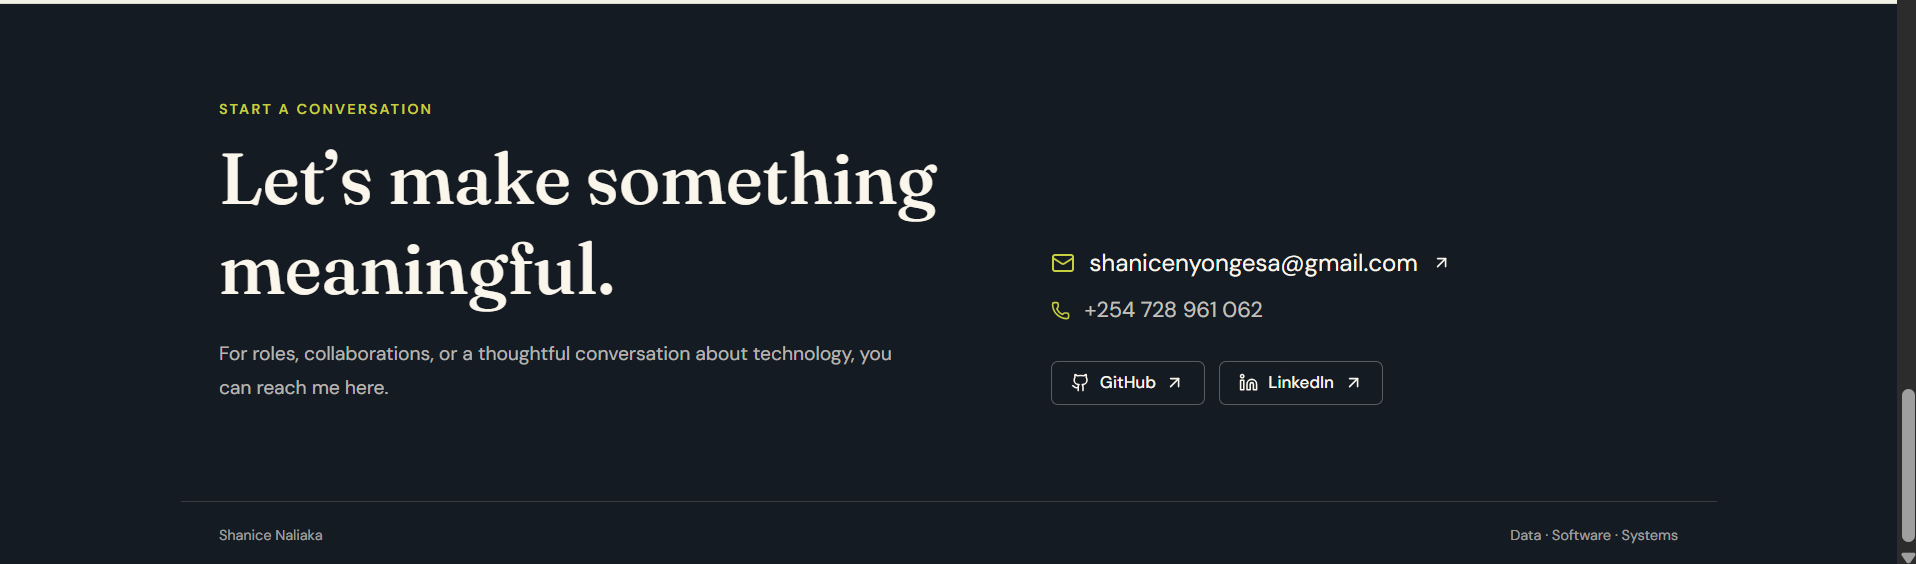 START A CONVERSATION
Let’s make something
meaningful.
For roles, collaborations, or a thoughtful conversation about technology, you
can reach me here.
shanicenyongesa@gmail.com
+254 728 961 062
GitHub
LinkedIn
Shanice Naliaka
Data · Software · Systems